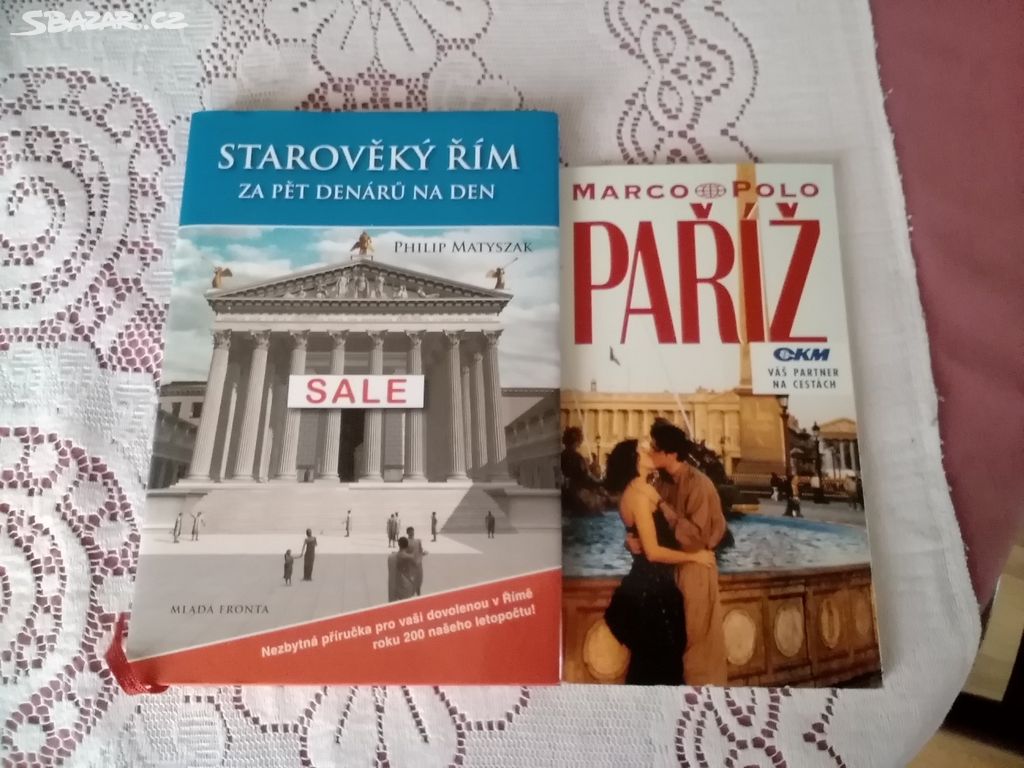 SBAZAR.CZ
STAROVĚKÝ ŘÍM
ZA PĚT DENÁRŮ NA DEN
PHILIP MATYSZAK
SALE
MLADÁ FRONTA
Nezbytná příručka pro vaši dovolenou v Římě
roku 200 našeho letopočtu!
MARCO POLO
PAŘÍŽ
CKM
VÁŠ PARTNER
NA CESTÁCH